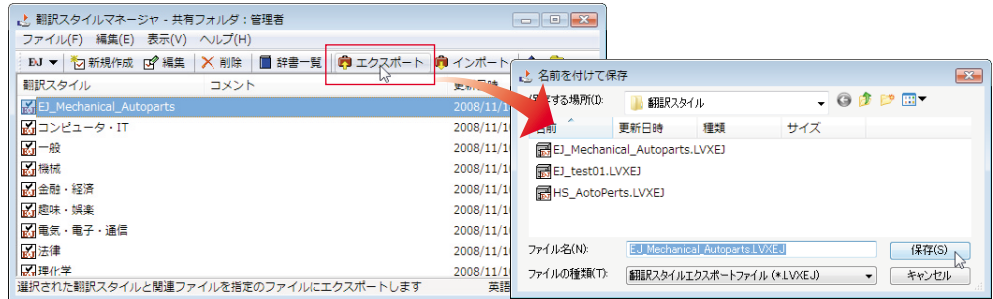 翻訳スタイルマネージャ - 共有フォルダ：管理者
ファイル(F) 編集(E) 表示(V) ヘルプ(H)
EJ ▼ 新規作成 編集 削除 辞書一覧 エクスポート インポート
翻訳スタイル コメント
EJ_Mechanical_Autoparts 2008/11/1
コンピュータ・IT 2008/11/1
一般 2008/11/1
機械 2008/11/1
金融・経済 2008/11/1
趣味・娯楽 2008/11/1
電気・電子・通信 2008/11/1
法律 2008/11/1
理化学 2008/11/1
選択された翻訳スタイルと関連ファイルを指定のファイルにエクスポートします 英語
名前を付けて保存
する場所(I): 翻訳スタイル
名前 更新日時 種類 サイズ
EJ_Mechanical_Autoparts.LVXEJ
EJ_test01.LVXEJ
HS_AotoPerts.LVXEJ
ファイル名(N): EJ_Mechanical_Autoparts.LVXEJ 保存(S)
ファイルの種類(T): 翻訳スタイルエクスポートファイル (*.LVXEJ) キャンセル